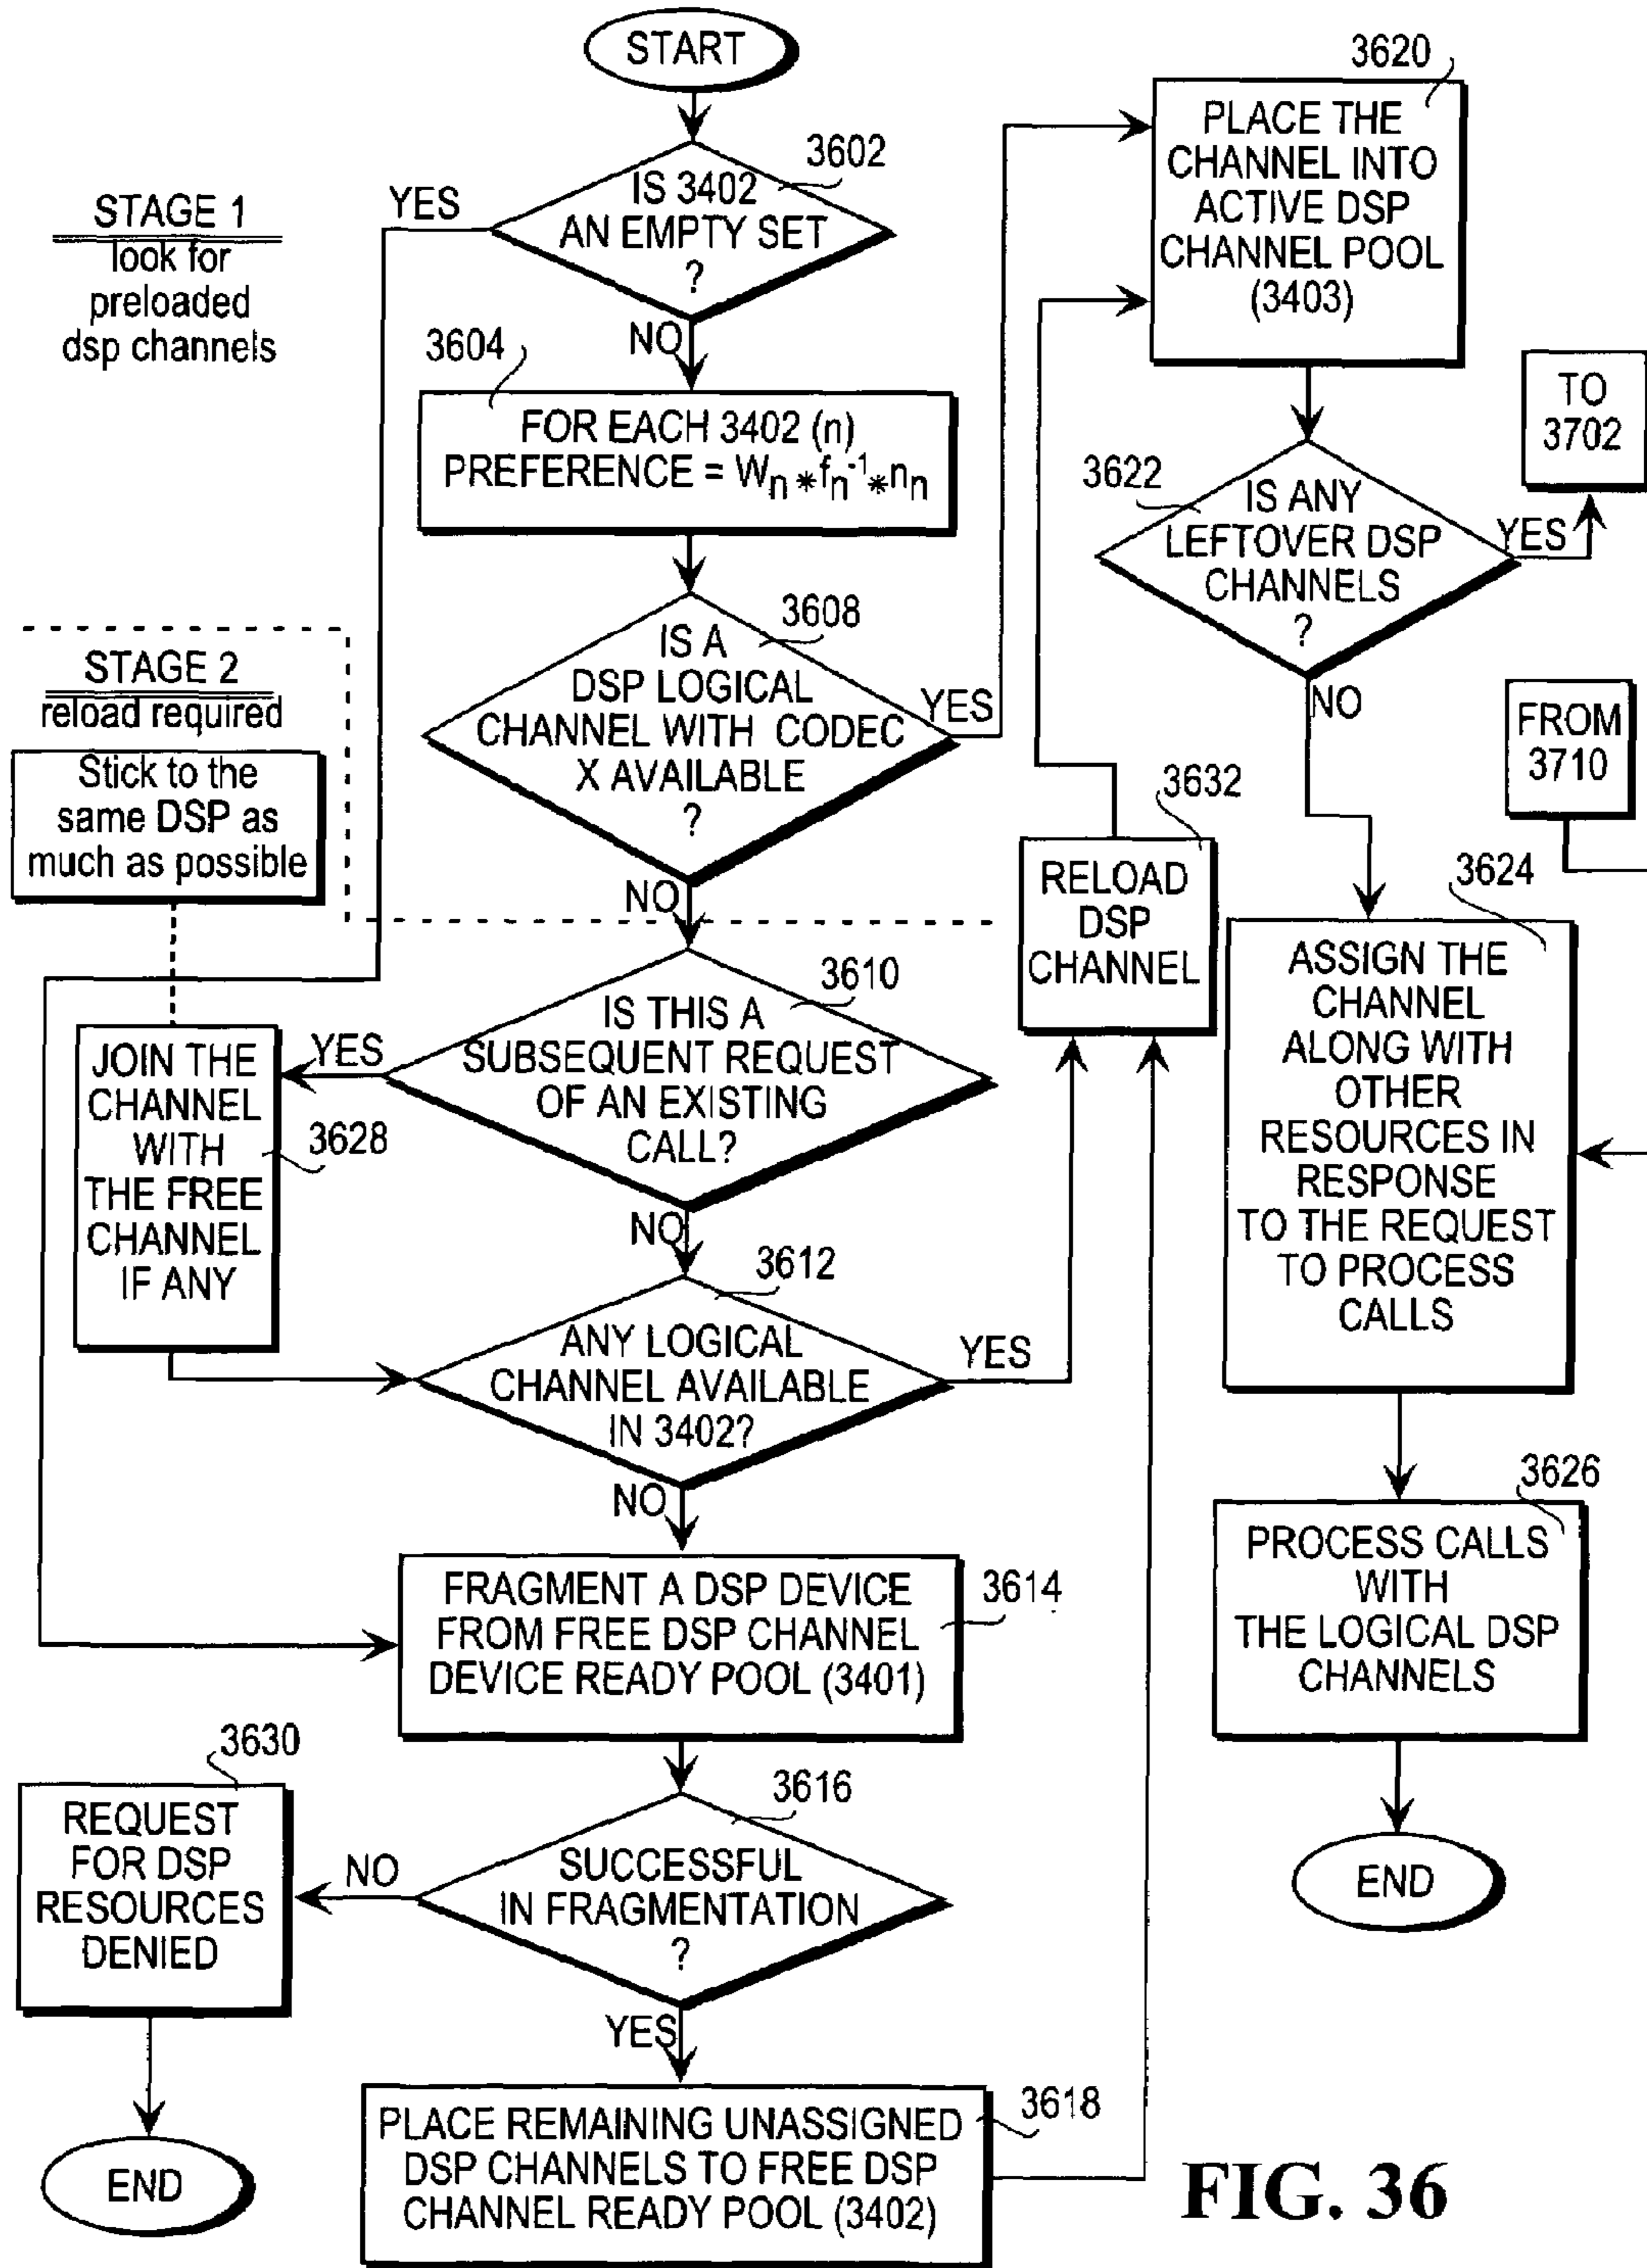 START
3602
IS 3402
AN EMPTY SET
?
YES
NO
STAGE 1
look for
preloaded
dsp channels
3604
FOR EACH 3402 (n)
PREFERENCE = Wn * fn^-1 * nn
3608
IS A
DSP LOGICAL
CHANNEL WITH CODEC
X AVAILABLE
?
YES
NO
STAGE 2
reload required
Stick to the
same DSP as
much as possible
3610
IS THIS A
SUBSEQUENT REQUEST
OF AN EXISTING
CALL?
YES
NO
JOIN THE
CHANNEL
WITH
THE FREE
CHANNEL
IF ANY
3628
3612
ANY LOGICAL
CHANNEL AVAILABLE
IN 3402?
YES
NO
FRAGMENT A DSP DEVICE
FROM FREE DSP CHANNEL
DEVICE READY POOL (3401)
3614
3616
SUCCESSFUL
IN FRAGMENTATION
?
NO
YES
3630
REQUEST
FOR DSP
RESOURCES
DENIED
END
PLACE REMAINING UNASSIGNED
DSP CHANNELS TO FREE DSP
CHANNEL READY POOL (3402)
3618
3632
RELOAD
DSP
CHANNEL
3620
PLACE THE
CHANNEL INTO
ACTIVE DSP
CHANNEL POOL
(3403)
3622
IS ANY
LEFTOVER DSP
CHANNELS
?
YES
NO
TO
3702
FROM
3710
3624
ASSIGN THE
CHANNEL
ALONG WITH
OTHER
RESOURCES IN
RESPONSE
TO THE REQUEST
TO PROCESS
CALLS
3626
PROCESS CALLS
WITH
THE LOGICAL DSP
CHANNELS
END
FIG. 36